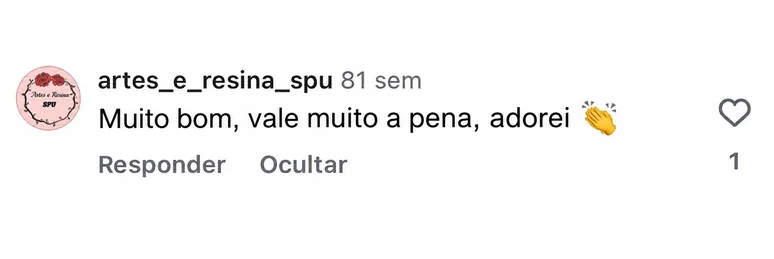 artes_e_resina_spu 81 sem
Artes e Resina
SPU
Muito bom, vale muito a pena, adorei 👏
Responder Ocultar
1